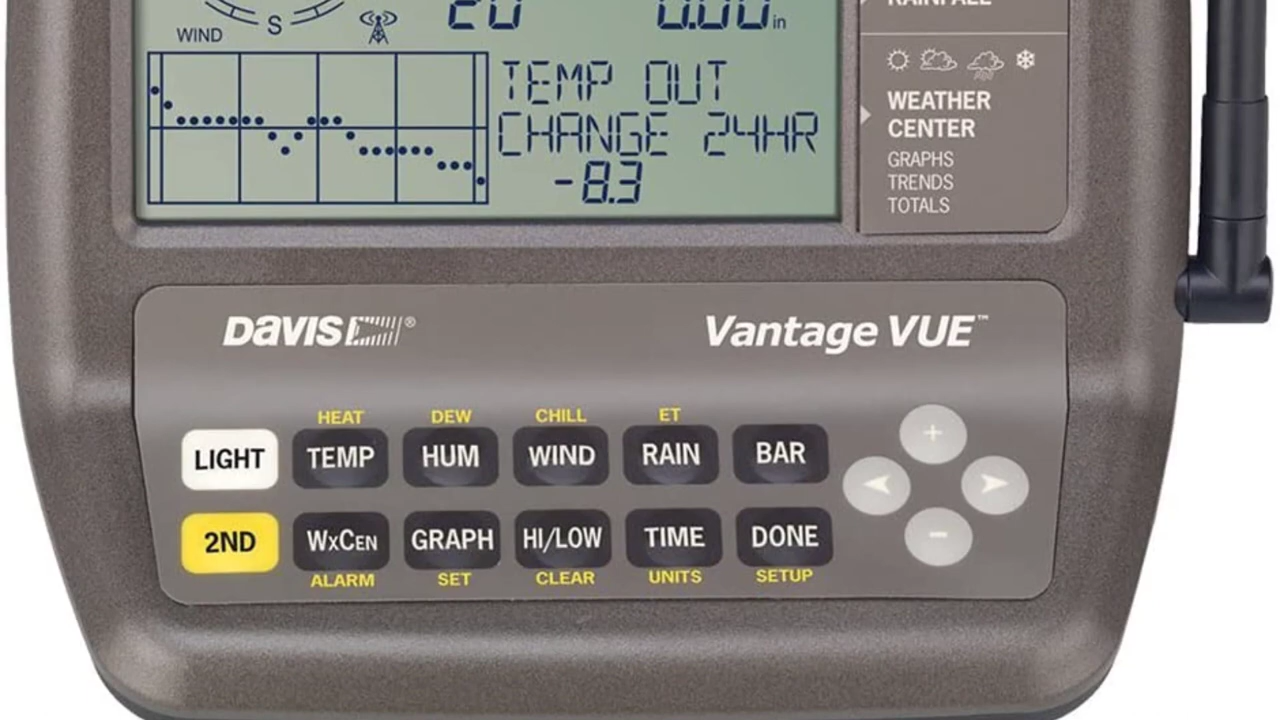 S
WIND
20
0.00 in
RAINFALL
TEMP OUT
CHANGE 24HR
-8.3
WEATHER
CENTER
GRAPHS
TRENDS
TOTALS
DAVIS®
Vantage VUE™
HEAT DEW CHILL ET
LIGHT TEMP HUM WIND RAIN BAR
+
2ND WxCEN GRAPH HI/LOW TIME DONE
-
ALARM SET CLEAR UNITS SETUP